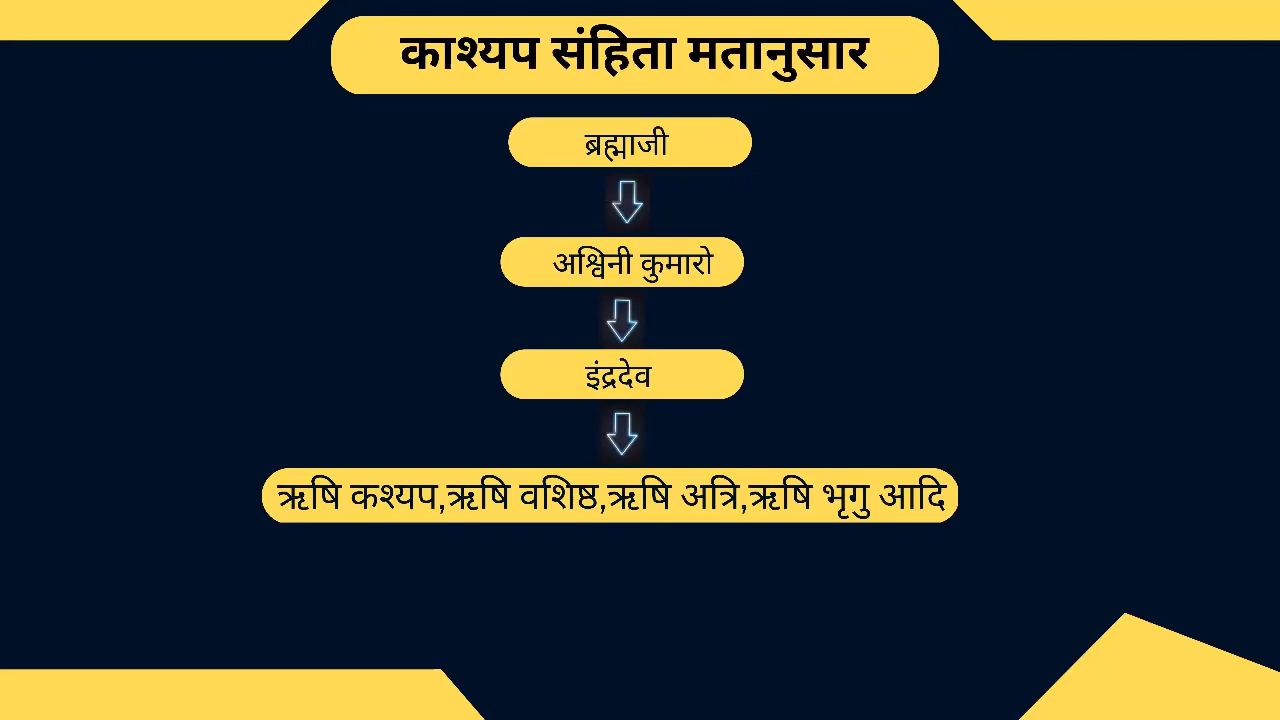 काश्यप संहिता मतानुसार
ब्रह्माजी
अश्विनी कुमारो
इंद्रदेव
ऋषि कश्यप,ऋषि वशिष्ठ,ऋषि अत्रि,ऋषि भृगु आदि